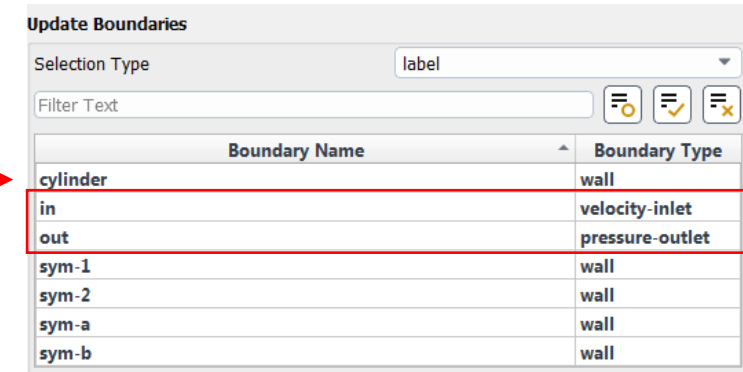 Update Boundaries
Selection Type label
Filter Text
Boundary Name Boundary Type
cylinder wall
in velocity-inlet
out pressure-outlet
sym-1 wall
sym-2 wall
sym-a wall
sym-b wall